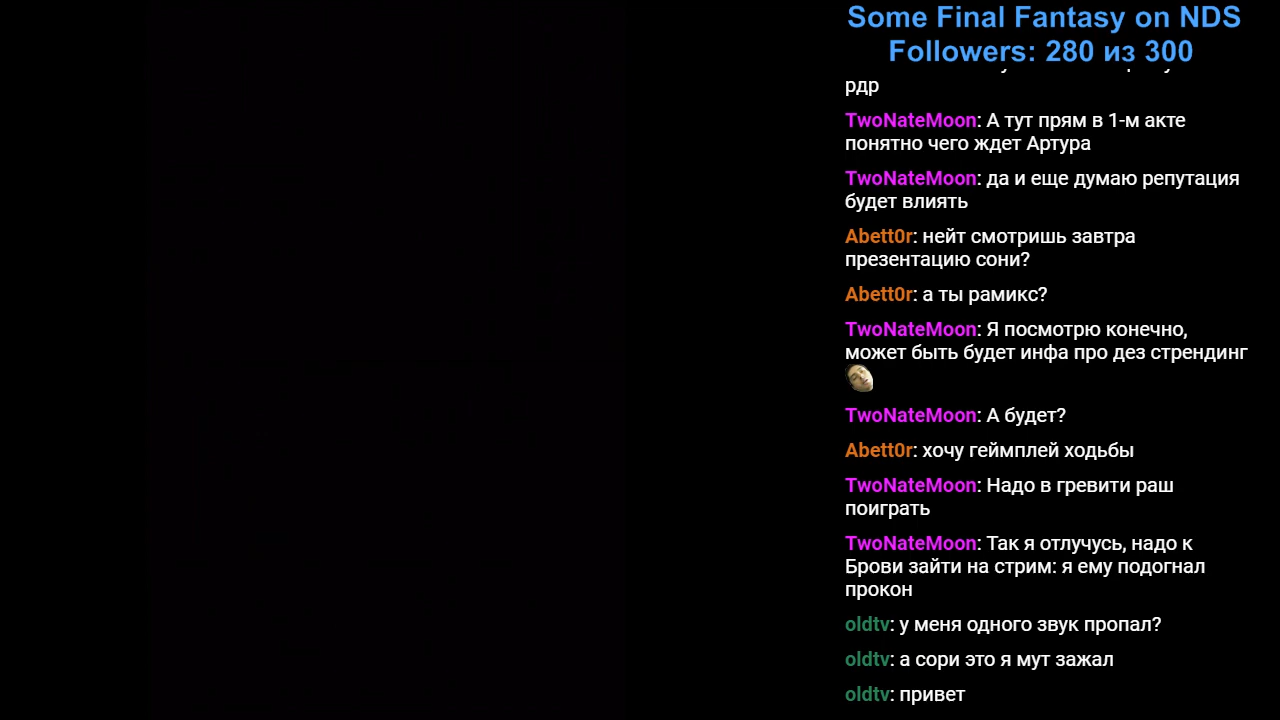 Some Final Fantasy on NDS
Followers: 280 из 300
рдр
TwoNateMoon: А тут прям в 1-м акте
понятно чего ждет Артура
TwoNateMoon: да и еще думаю репутация
будет влиять
Abett0r: нейт смотришь завтра
презентацию сони?
Abett0r: а ты рамикс?
TwoNateMoon: Я посмотрю конечно,
может быть будет инфа про дез стрендинг
TwoNateMoon: А будет?
Abett0r: хочу геймплей ходьбы
TwoNateMoon: Надо в гревити раш
поиграть
TwoNateMoon: Так я отлучусь, надо к
Брови зайти на стрим: я ему подогнал
прокон
oldtv: у меня одного звук пропал?
oldtv: а сори это я мут зажал
oldtv: привет